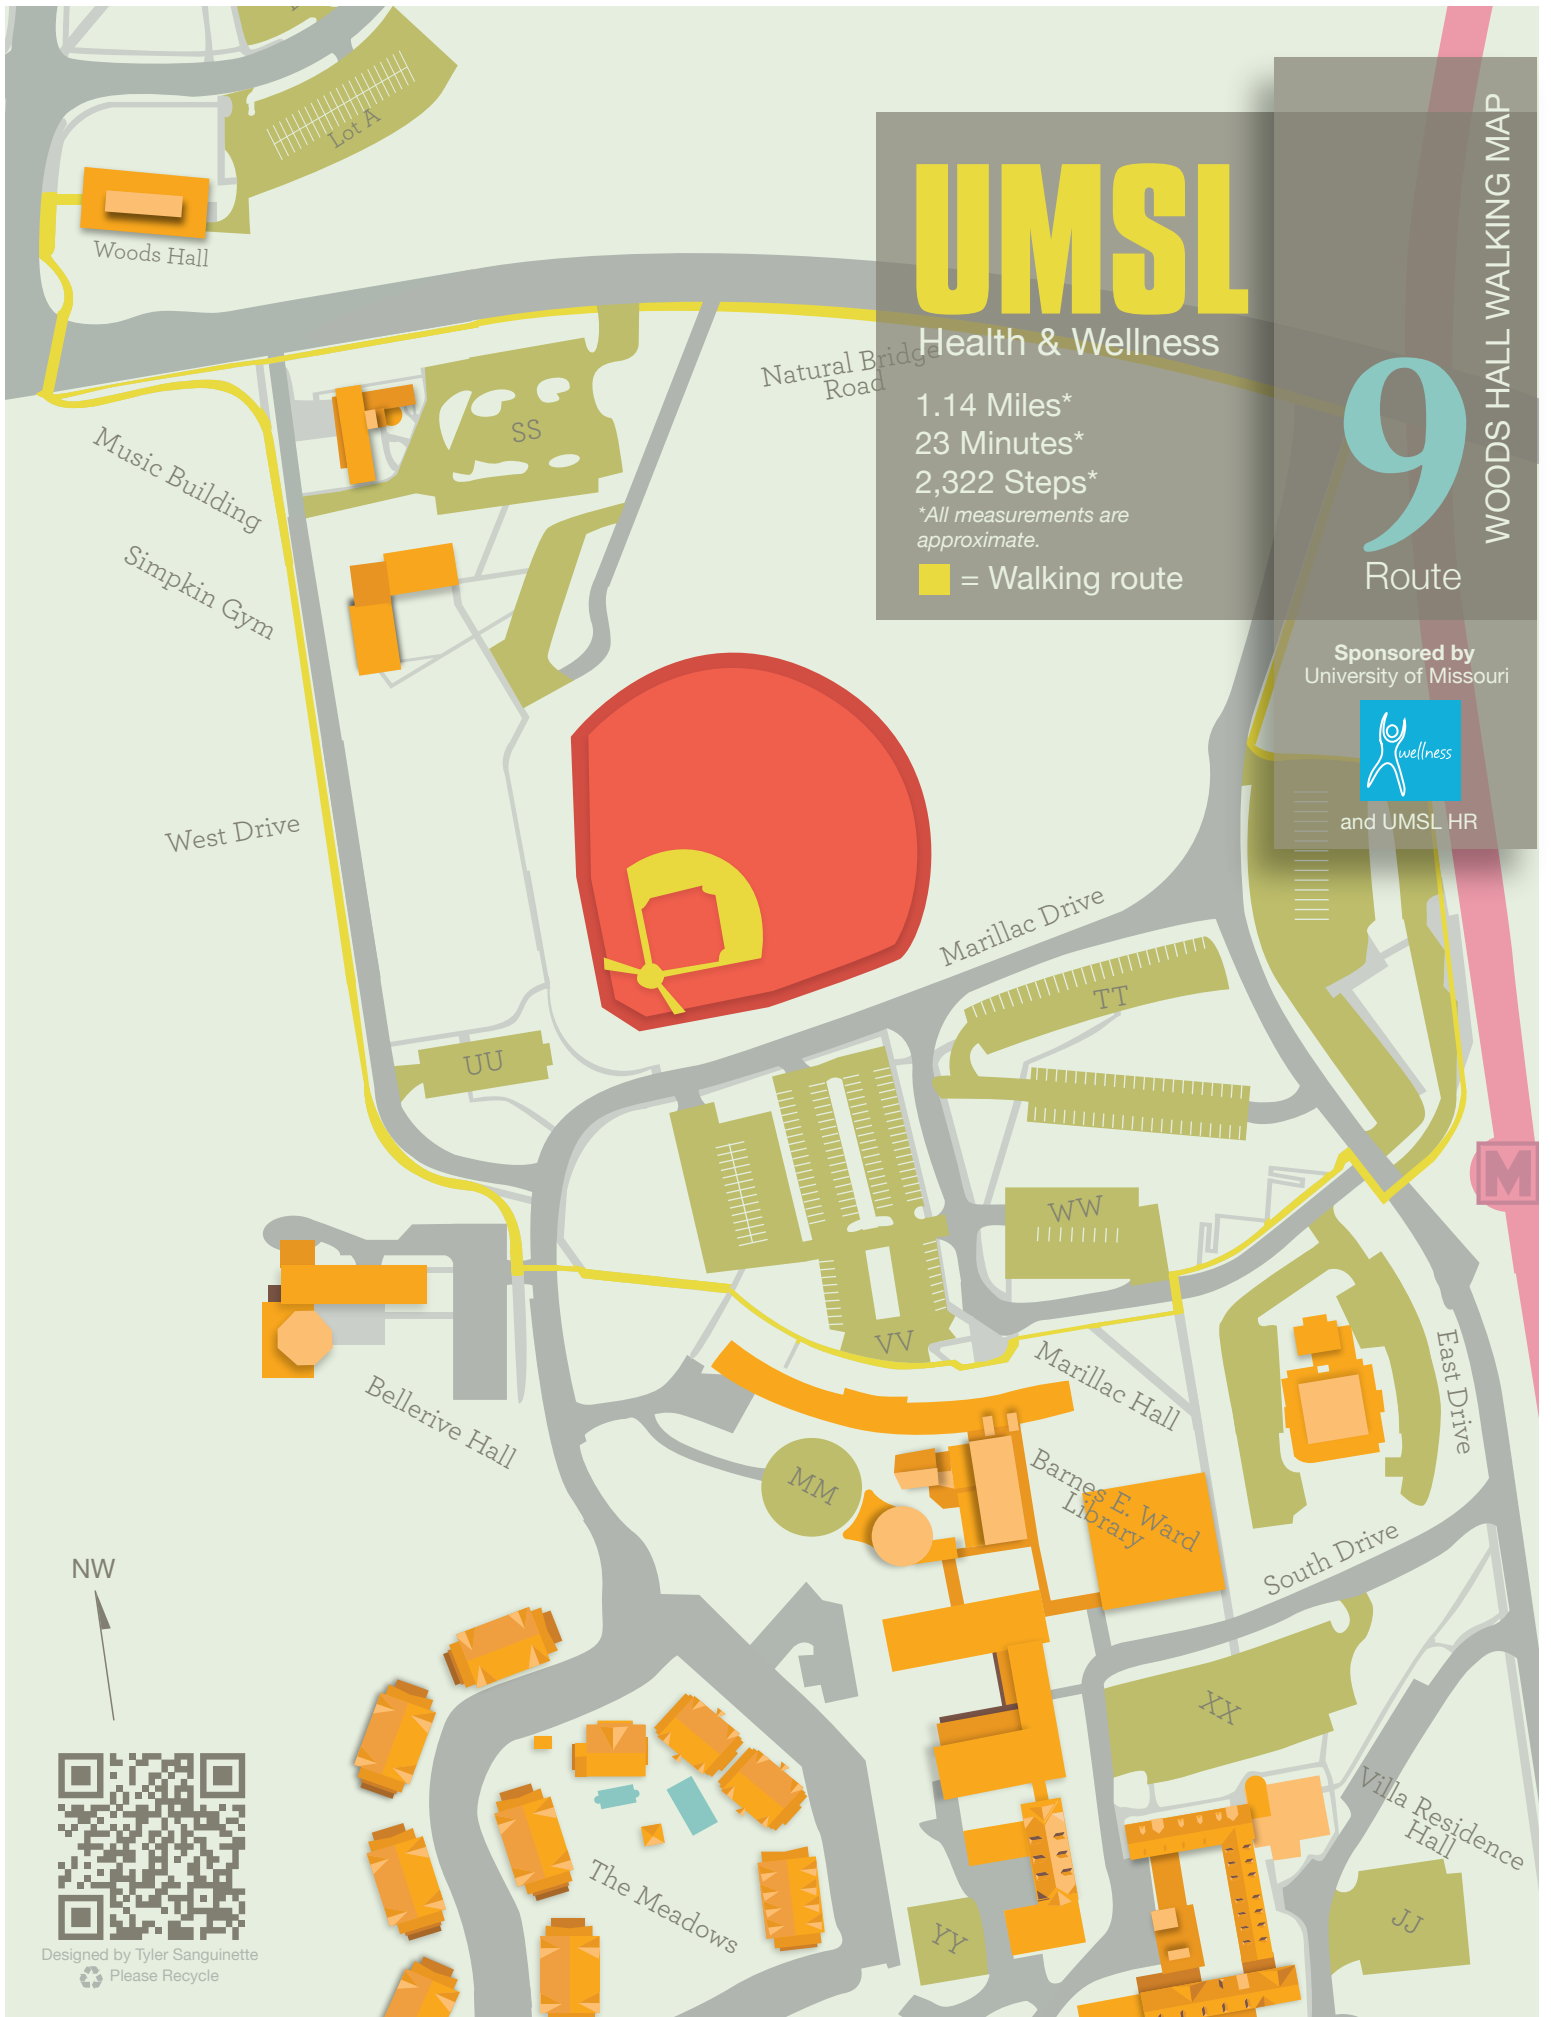 Lot A
Woods Hall
UMSL
Health & Wellness
1.14 Miles*
23 Minutes*
2,322 Steps*
*All measurements are
approximate.
= Walking route
WOODS HALL WALKING MAP
9
Route
Sponsored by
University of Missouri
wellness
and UMSL HR
Natural Bridge
Road
SS
Music Building
Simpkin Gym
West Drive
Marillac Drive
TT
UU
WW
M
VV
Marillac Hall
East Drive
Bellerive Hall
Barnes E. Ward
Library
MM
South Drive
NW
XX
Villa Residence
Hall
The Meadows
YY
JJ
Designed by Tyler Sanguinette
Please Recycle